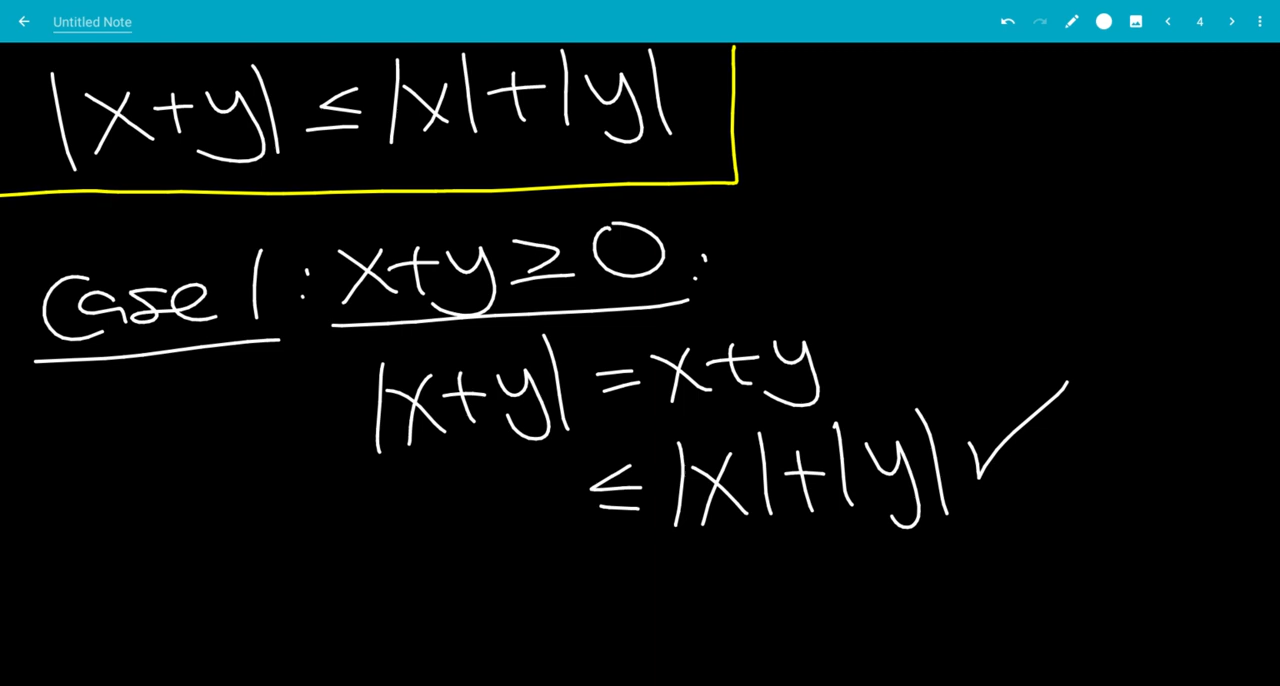 Untitled Note
4
|x+y| ≤ |x|+|y|
Case 1: x+y≥0:
|x+y| = x+y
≤ |x|+|y| ✓